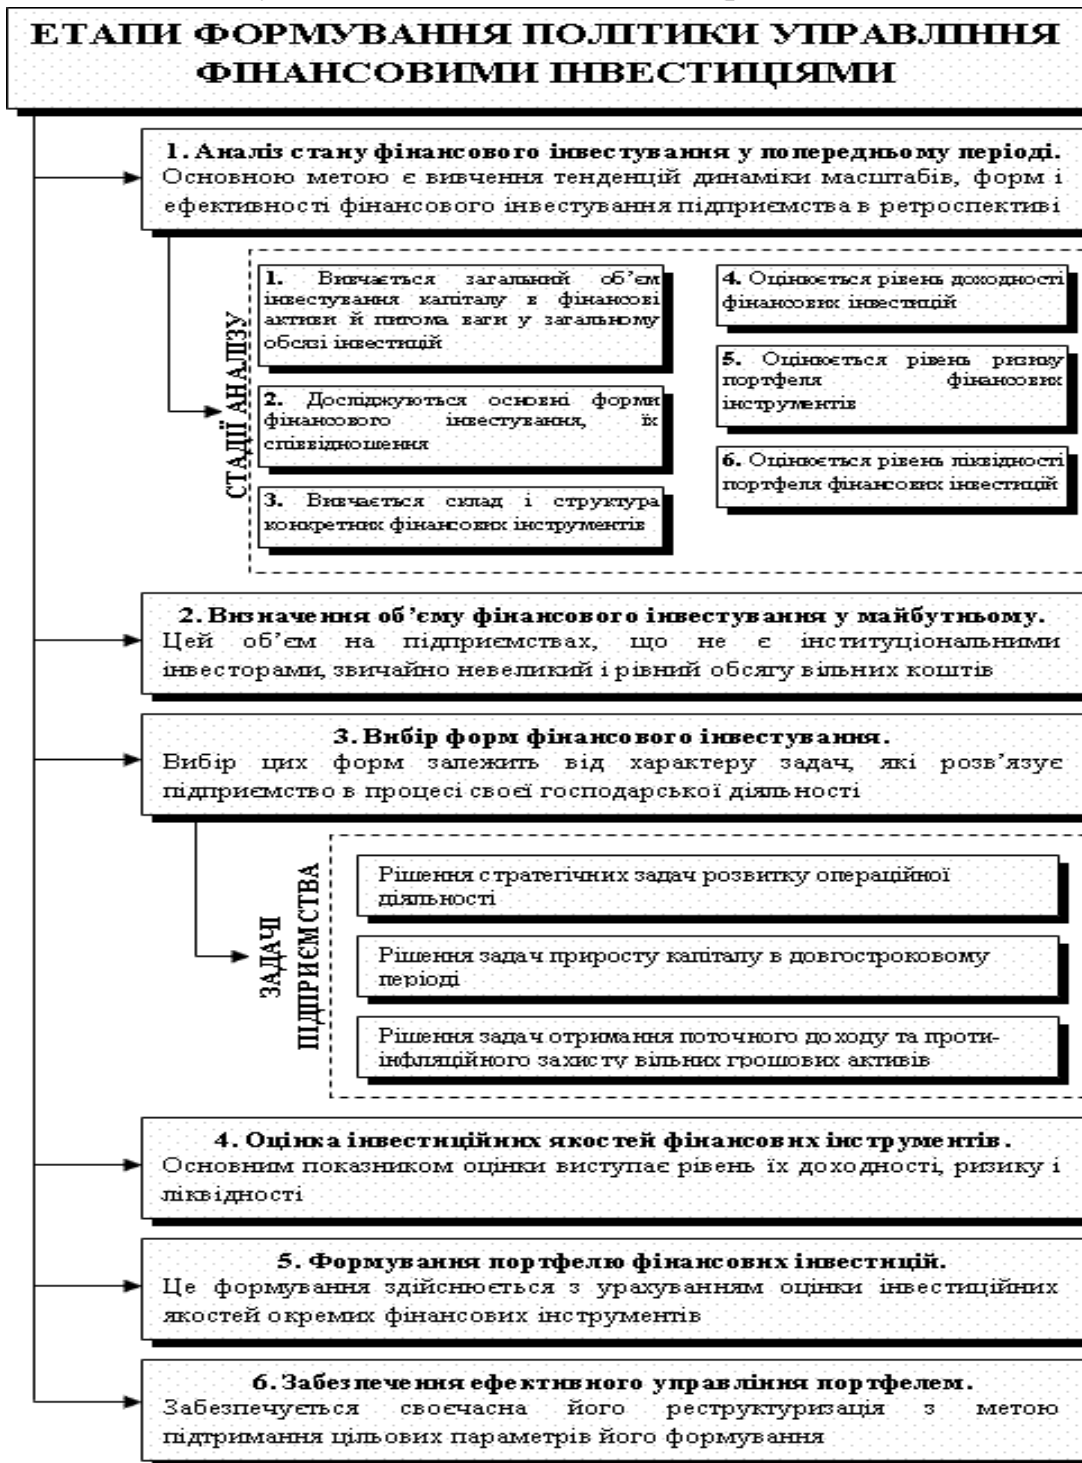 ЕТАПИ ФОРМУВАННЯ ПОЛІТИКИ УПРАВЛІННЯ
ФІНАНСОВИМИ ІНВЕСТИЦІЯМИ
1. Аналіз стану фінансового інвестування у попередньому періоді.
Основною метою є вивчення тенденцій динаміки масштабів, форм і
ефективності фінансового інвестування підприємства в ретроспективі
СТАДІЇ АНАЛІЗУ
1. Вивчається загальний об’єм
інвестування капіталу в фінансові
активи й питома ваги у загальному
обсязі інвестицій
2. Досліджуються основні форми
фінансового інвестування, їх
співвідношення
3. Вивчається склад і структура
конкретних фінансових інструментів
4. Оцінюється рівень доходності
фінансових інвестицій
5. Оцінюється рівень ризику
портфеля фінансових
інструментів
6. Оцінюється рівень ліквідності
портфеля фінансових інвестицій
2. Визначення об’єму фінансового інвестування у майбутньому.
Цей об’єм на підприємствах, що не є інституціональними
інвесторами, звичайно невеликий і рівний обсягу вільних коштів
3. Вибір форм фінансового інвестування.
Вибір цих форм залежить від характеру задач, які розв’язує
підприємство в процесі своєї господарської діяльності
ЗАДАЧІ
ПІДПРИЄМСТВА
Рішення стратегічних задач розвитку операційної
діяльності
Рішення задач приросту капіталу в довгостроковому
періоді
Рішення задач отримання поточного доходу та проти-
інфляційного захисту вільних грошових активів
4. Оцінка інвестиційних якостей фінансових інструментів.
Основним показником оцінки виступає рівень їх доходності, ризику і
ліквідності
5. Формування портфелю фінансових інвестицій.
Це формування здійснюється з урахуванням оцінки інвестиційних
якостей окремих фінансових інструментів
6. Забезпечення ефективного управління портфелем.
Забезпечується своєчасна його реструктуризація з метою
підтримання цільових параметрів його формування